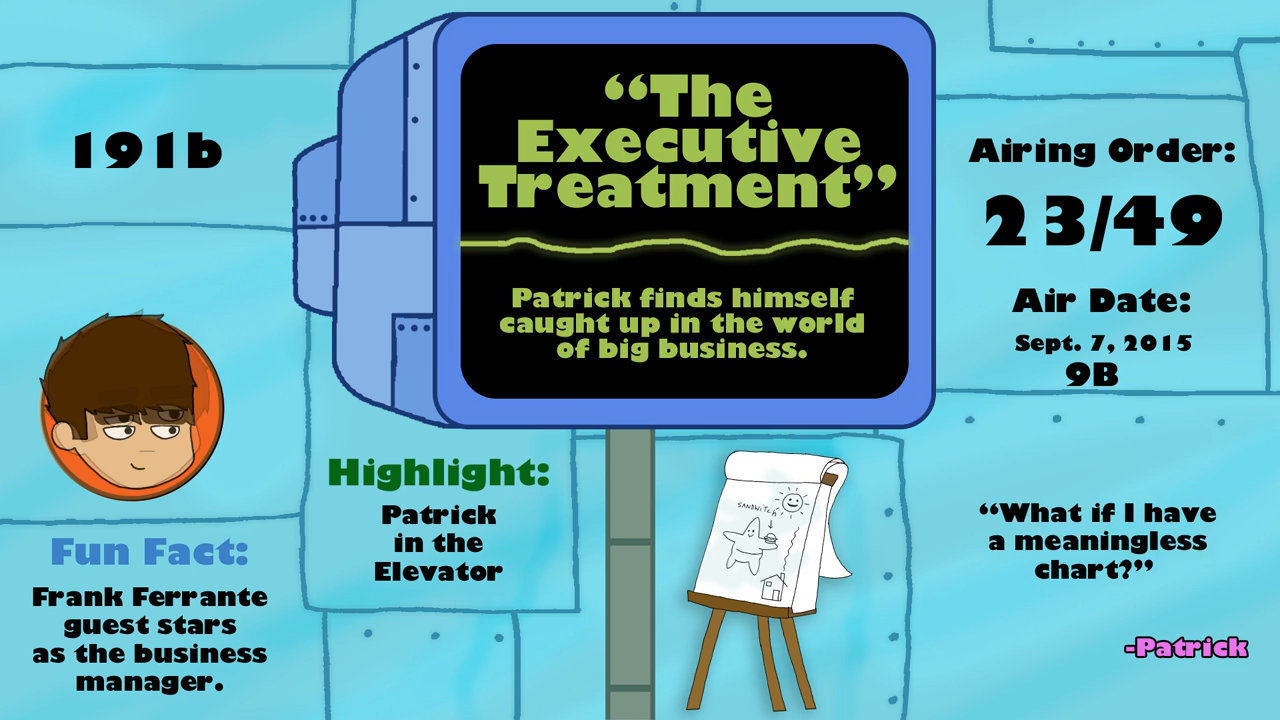 191b
“The
Executive
Treatment”
Patrick finds himself
caught up in the world
of big business.
Airing Order:
23/49
Air Date:
Sept. 7, 2015
9B
Highlight:
Patrick
in the
Elevator
SANDWITCH
Fun Fact:
Frank Ferrante
guest stars
as the business
manager.
“What if I have
a meaningless
chart?”
-Patrick